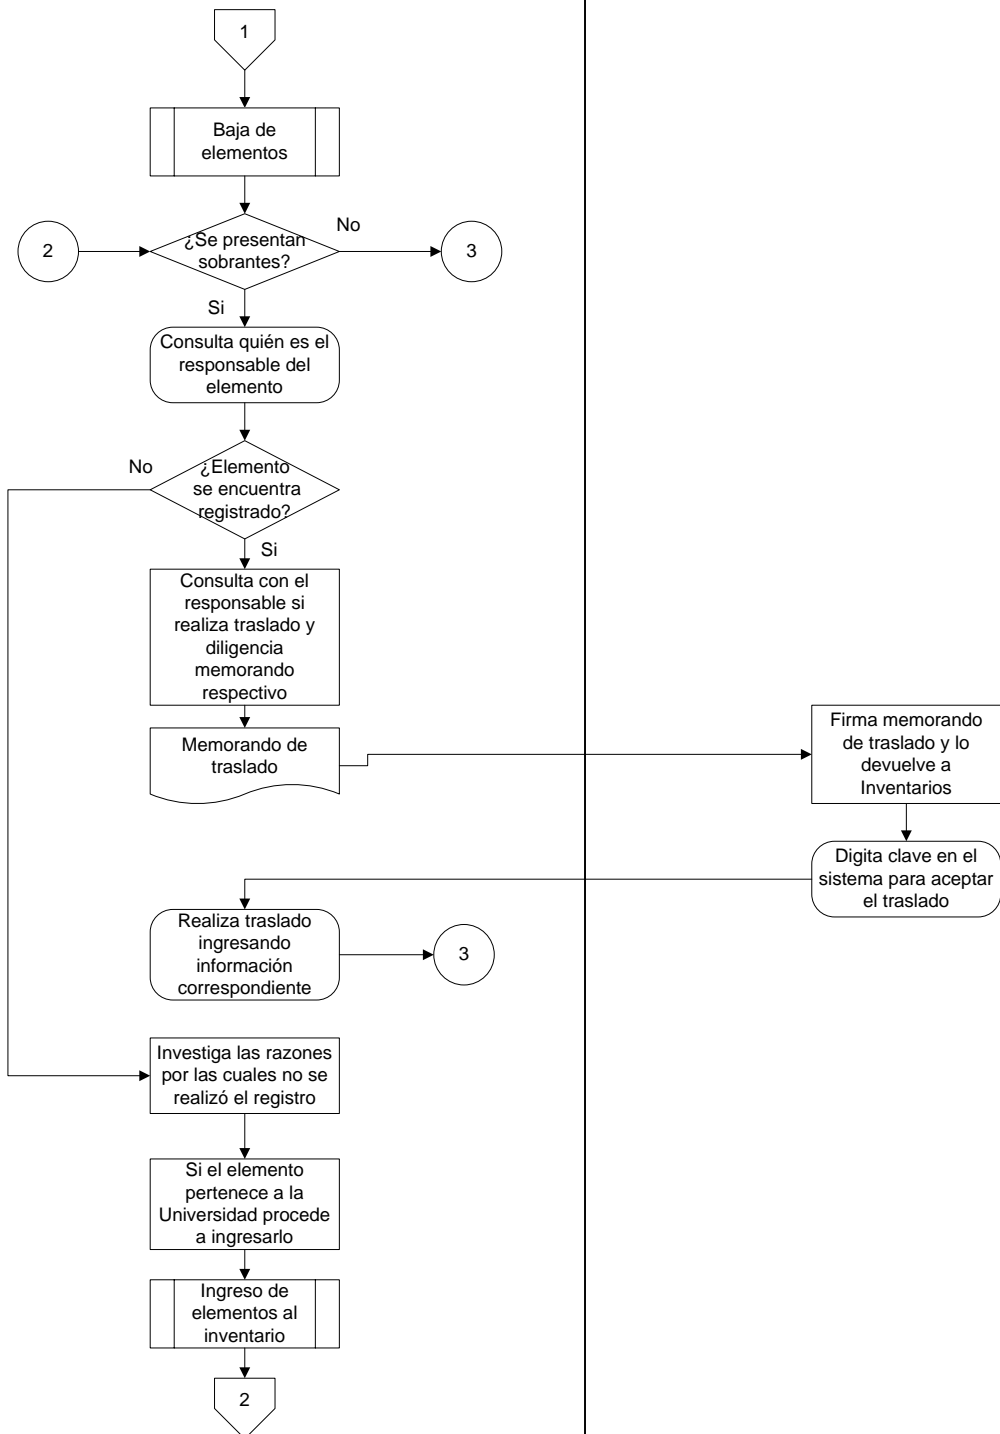 1
Baja de
elementos
2
¿Se presentan
sobrantes?
No
3
Si
Consulta quién es el
responsable del
elemento
No
¿Elemento
se encuentra
registrado?
Si
Consulta con el
responsable si
realiza traslado y
diligencia
memorando
respectivo
Memorando de
traslado
Firma memorando
de traslado y lo
devuelve a
Inventarios
Digita clave en el
sistema para aceptar
el traslado
Realiza traslado
ingresando
información
correspondiente
3
Investiga las razones
por las cuales no se
realizó el registro
Si el elemento
pertenece a la
Universidad procede
a ingresarlo
Ingreso de
elementos al
inventario
2